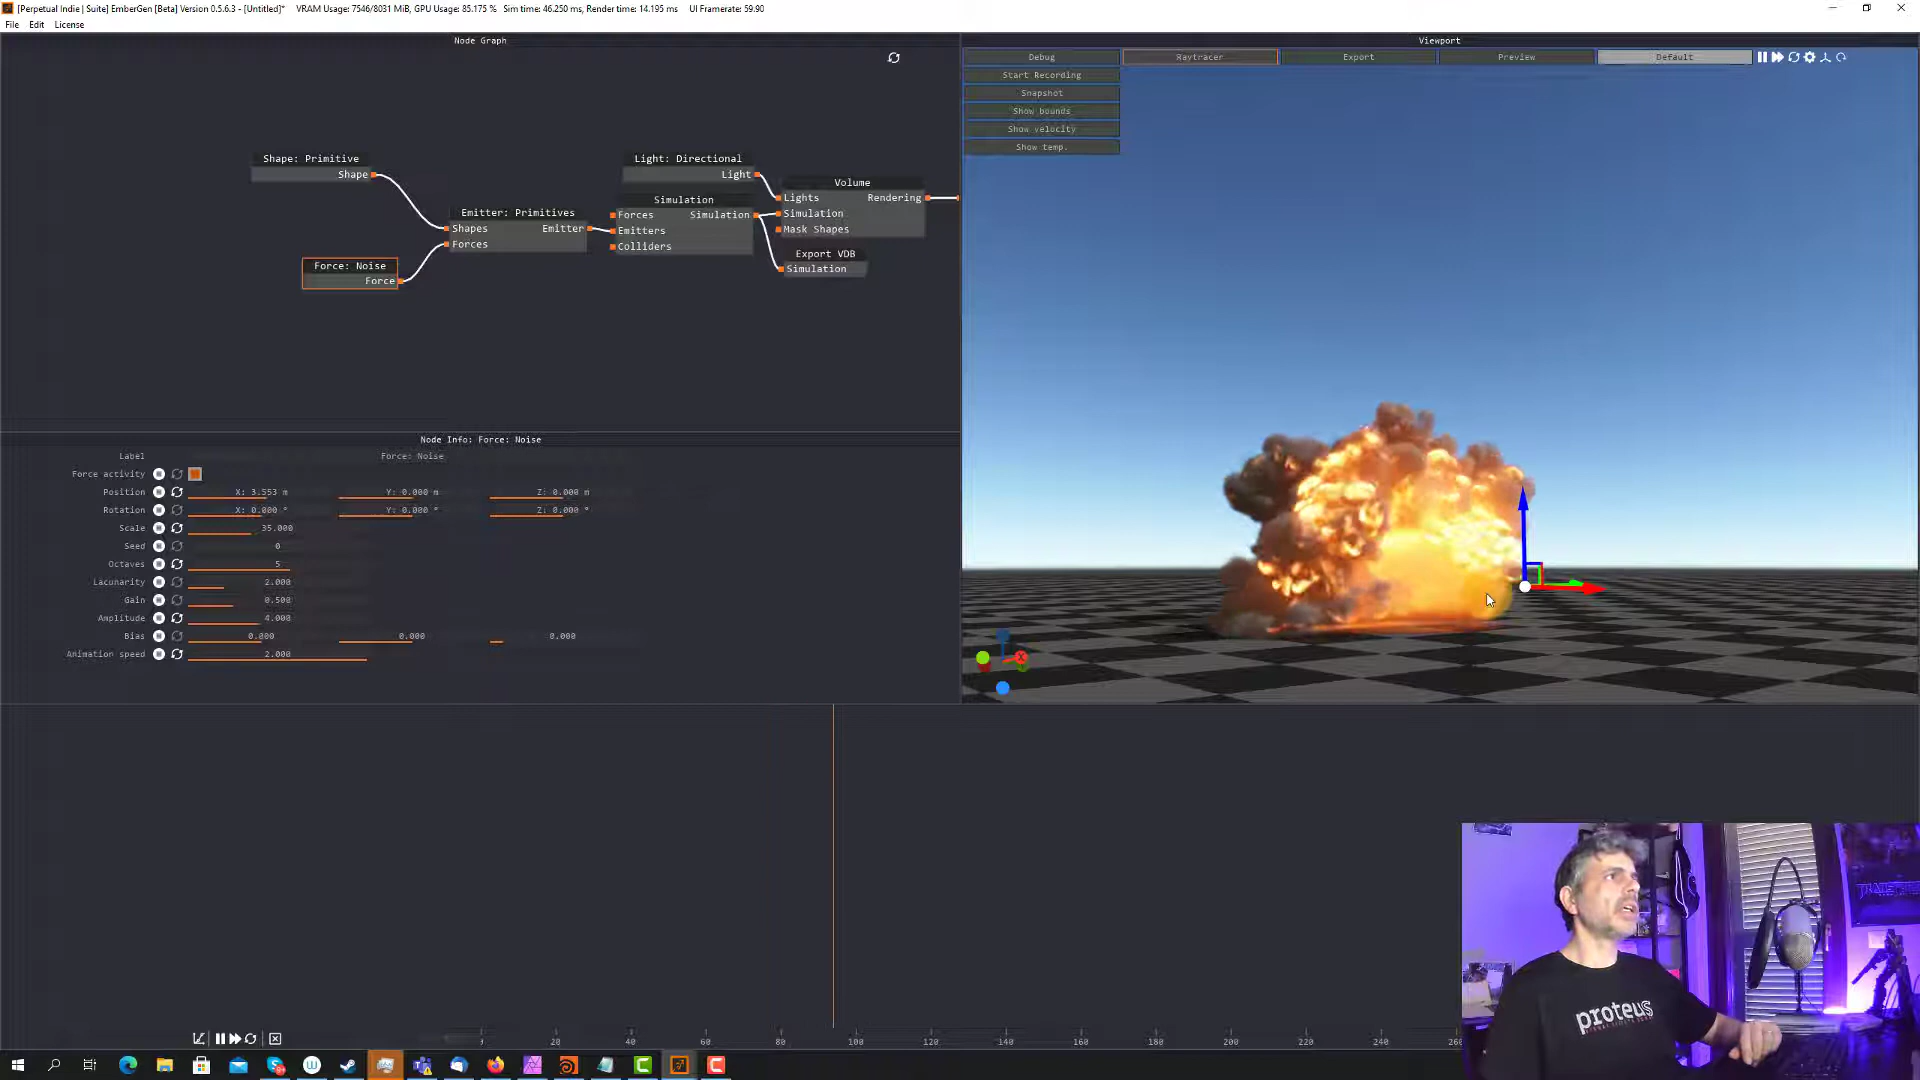 [Perpetual Indie | Suite] EmberGen [Beta] Version 0.5.6.3 - [Untitled]*
VRAM Usage: 7546/8031 MiB, GPU Usage: 85.175 %
Sim time: 46.250 ms, Render time: 14.195 ms
UI Framerate: 59.90
File
Edit
License
Node Graph
Shape: Primitive
Shape
Force: Noise
Force
Emitter: Primitives
Shapes
Emitter
Forces
Light: Directional
Light
Simulation
Forces
Simulation
Emitters
Colliders
Volume
Lights
Rendering
Simulation
Mask Shapes
Export VDB
Simulation
Viewport
Debug
Raytracer
Export
Preview
Default
Start Recording
Snapshot
Show bounds
Show velocity
Show temp.
X
Node Info: Force: Noise
Label
Force: Noise
Force activity
Position
X: 3.553 m
Y: 0.000 m
Z: 0.000 m
Rotation
X: 0.000 °
Y: 0.000 °
Z: 0.000 °
Scale
35.000
Seed
0
Octaves
5
Lacunarity
2.000
Gain
0.500
Amplitude
4.000
Bias
0.000
0.000
0.000
Animation speed
2.000
20
40
60
80
100
120
140
160
180
200
220
240
proteus